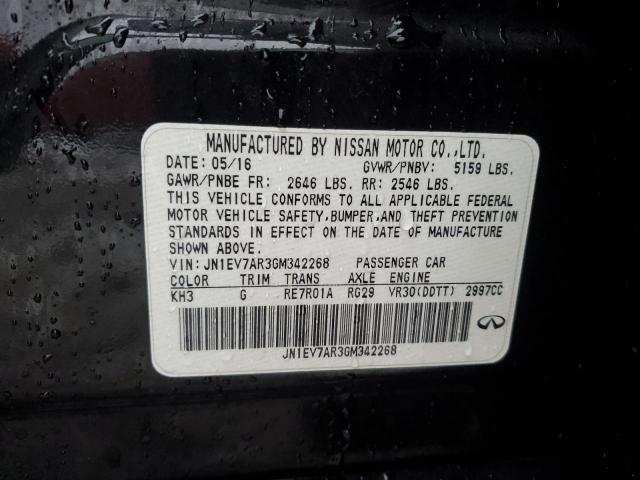 MANUFACTURED BY NISSAN MOTOR CO.,LTD.
DATE: 05/16 GVWR/PNBV: 5159 LBS.
GAWR/PNBE FR: 2646 LBS. RR: 2546 LBS.
THIS VEHICLE CONFORMS TO ALL APPLICABLE FEDERAL
MOTOR VEHICLE SAFETY,BUMPER,AND THEFT PREVENTION
STANDARDS IN EFFECT ON THE DATE OF MANUFACTURE
SHOWN ABOVE.
VIN: JN1EV7AR3GM342268 PASSENGER CAR
COLOR TRIM TRANS AXLE ENGINE
KH3 G RE7R01A RG29 VR30(DDTT) 2997CC
JN1EV7AR3GM342268